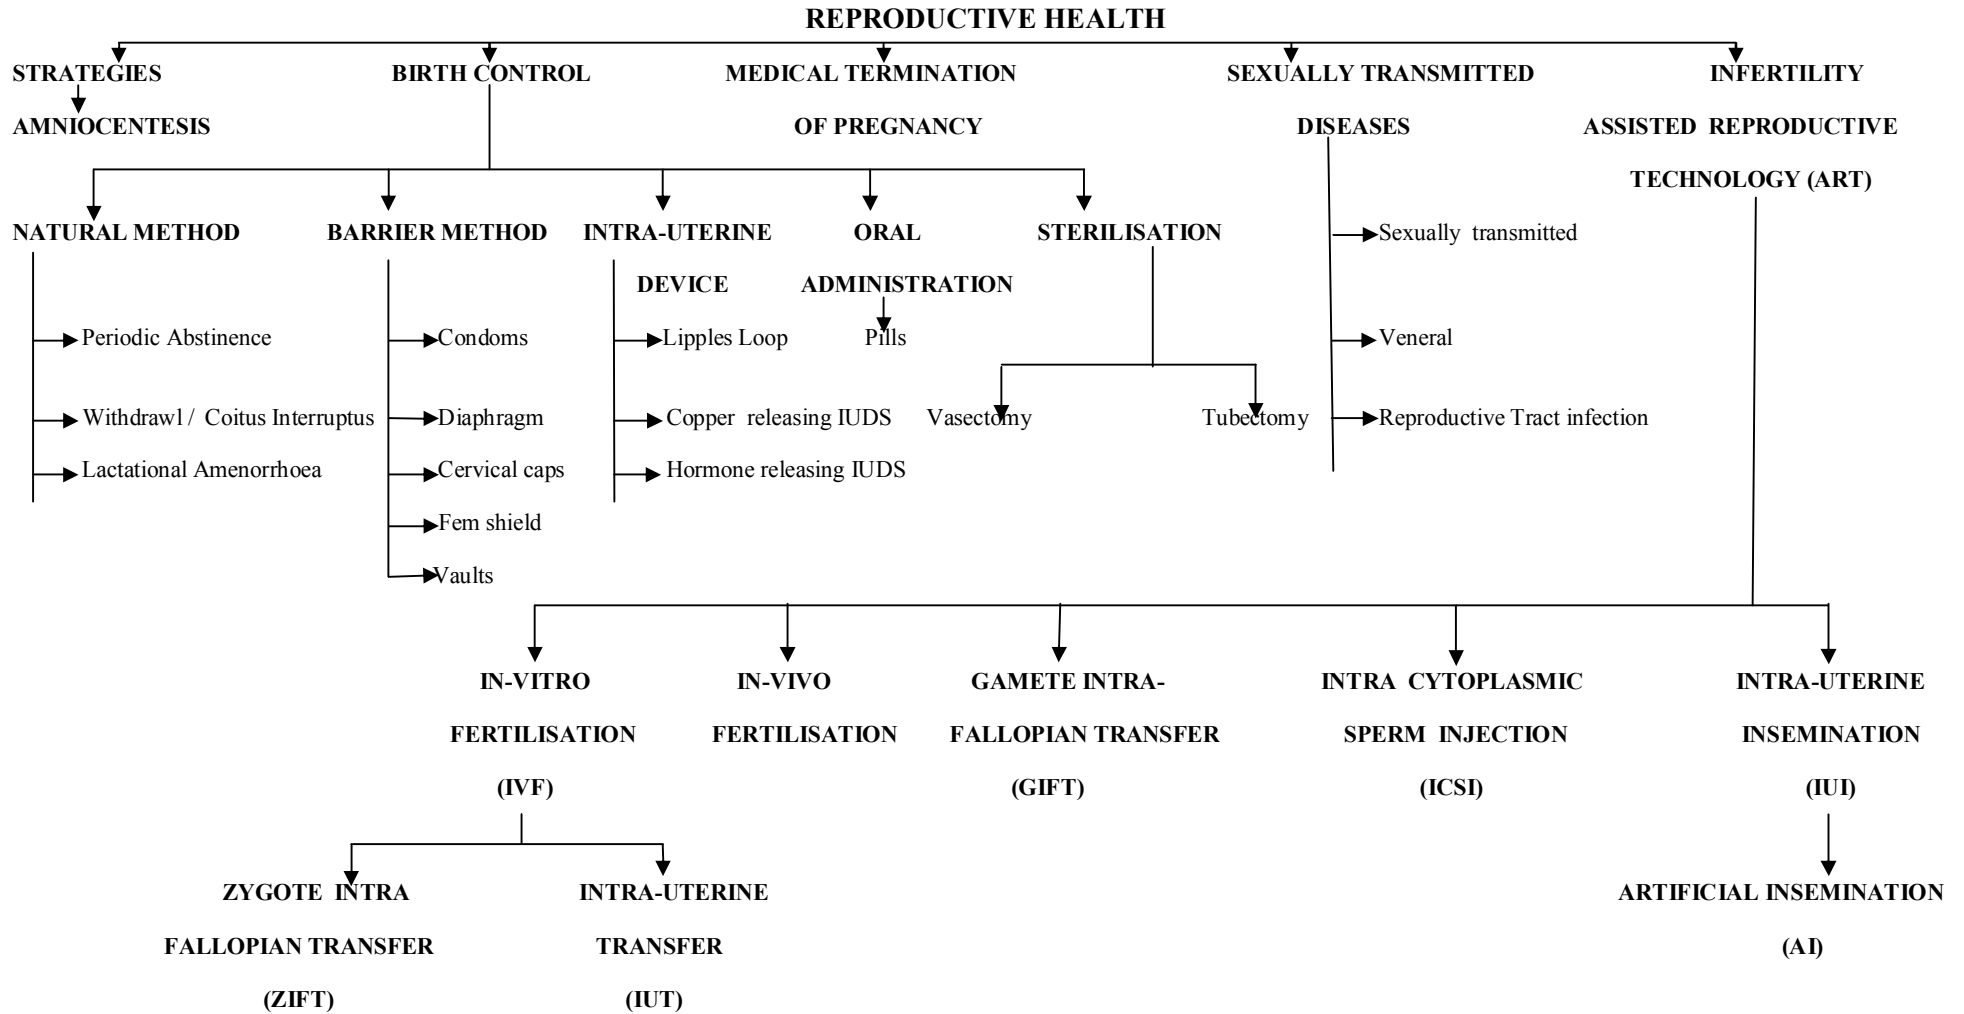 REPRODUCTIVE HEALTH
STRATEGIES BIRTH CONTROL MEDICAL TERMINATION SEXUALLY TRANSMITTED INFERTILITY
AMNIOCENTESIS OF PREGNANCY DISEASES ASSISTED REPRODUCTIVE
TECHNOLOGY (ART)
NATURAL METHOD BARRIER METHOD INTRA-UTERINE ORAL STERILISATION Sexually transmitted
DEVICE ADMINISTRATION
Periodic Abstinence Condoms Lipples Loop Pills Veneral
Withdrawl / Coitus Interruptus Diaphragm Copper releasing IUDS Vasectomy Tubectomy Reproductive Tract infection
Lactational Amenorrhoea Cervical caps Hormone releasing IUDS
Fem shield
Vaults
IN-VITRO IN-VIVO GAMETE INTRA- INTRA CYTOPLASMIC INTRA-UTERINE
FERTILISATION FERTILISATION FALLOPIAN TRANSFER SPERM INJECTION INSEMINATION
(IVF) (GIFT) (ICSI) (IUI)
ZYGOTE INTRA INTRA-UTERINE ARTIFICIAL INSEMINATION
FALLOPIAN TRANSFER TRANSFER (AI)
(ZIFT) (IUT)